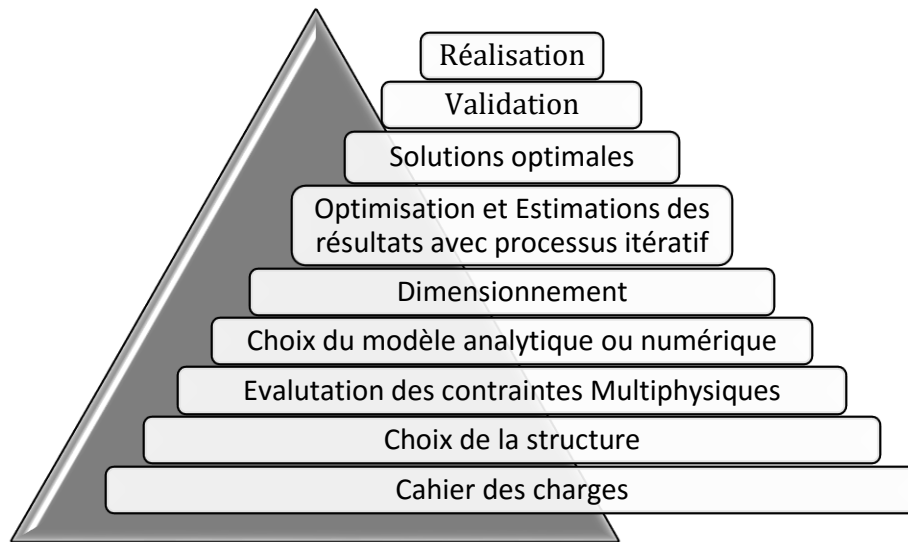 Réalisation
Validation
Solutions optimales
Optimisation et Estimations des
résultats avec processus itératif
Dimensionnement
Choix du modèle analytique ou numérique
Evalutation des contraintes Multiphysiques
Choix de la structure
Cahier des charges